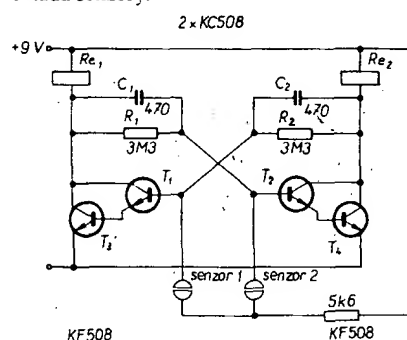 2 x KC508
+9 V
Re1
Re2
C1
C2
470
470
R1
R2
3M3
3M3
T1
T2
T3
T4
senzor 1
senzor 2
5k6
KF508
KF508